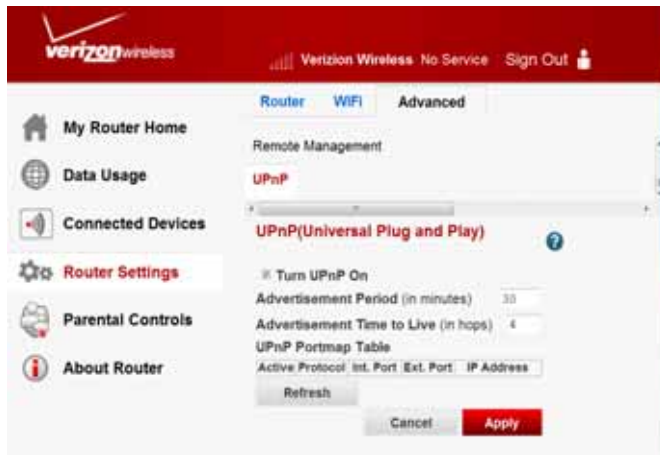 verizonwireless
Verizion Wireless No Service Sign Out
Router WiFi Advanced
My Router Home
Data Usage
Connected Devices
Router Settings
Parental Controls
About Router
Remote Management
UPnP
UPnP(Universal Plug and Play)
?
Turn UPnP On
Advertisement Period (in minutes) 30
Advertisement Time to Live (in hops) 4
UPnP Portmap Table
Active Protocol Int. Port Ext. Port IP Address
Refresh
Cancel Apply